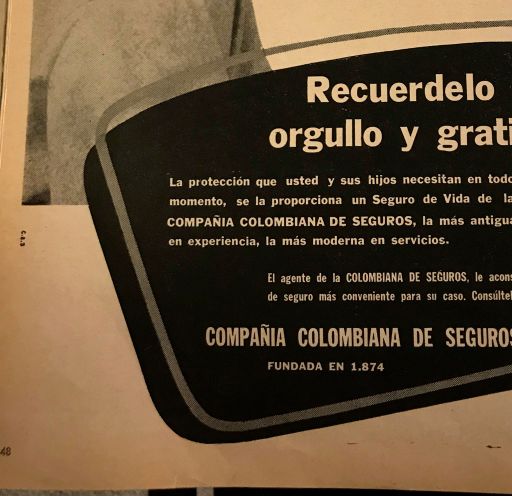 Recuerdelo
orgullo y grati
La protección que usted y sus hijos necesitan en todo
momento, se la proporciona un Seguro de Vida de la
COMPAÑIA COLOMBIANA DE SEGUROS, la más antigua
en experiencia, la más moderna en servicios.
El agente de la COLOMBIANA DE SEGUROS, le acons
de seguro más conveniente para su caso. Consúltel
COMPAÑIA COLOMBIANA DE SEGUROS
FUNDADA EN 1.874
48